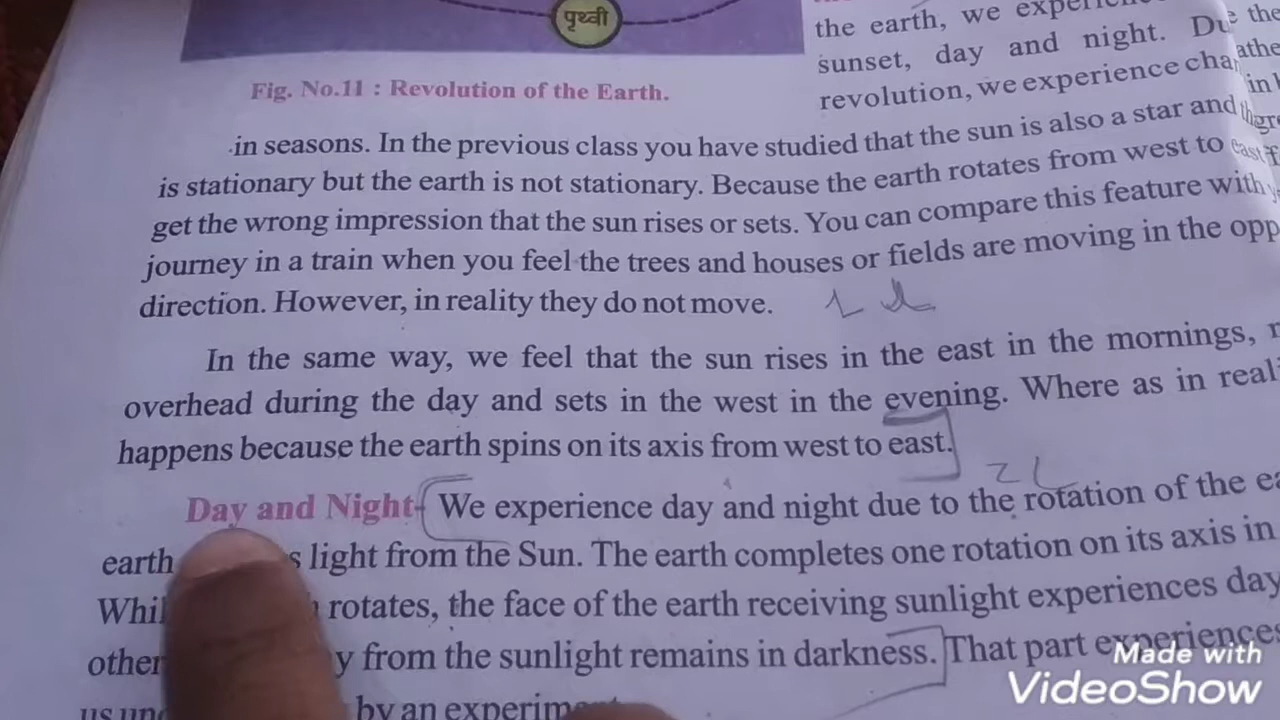 पृथ्वी
Fig. No.11 : Revolution of the Earth.
the earth, we
sunset, day and night.
revolution, we experience
in seasons. In the previous class you have studied that the sun is also a star and
is stationary but the earth is not stationary. Because the earth rotates from west to east
get the wrong impression that the sun rises or sets. You can compare this feature with
journey in a train when you feel the trees and houses or fields are moving in the
direction. However, in reality they do not move.
In the same way, we feel that the sun rises in the east in the mornings,
overhead during the day and sets in the west in the evening. Where as in
happens because the earth spins on its axis from west to east.
Day and Night- We experience day and night due to the rotation of the
earth light from the Sun. The earth completes one rotation on its axis in
rotates, the face of the earth receiving sunlight experiences day
other from the sunlight remains in darkness. That part experiences
us by an
Made with
VideoShow